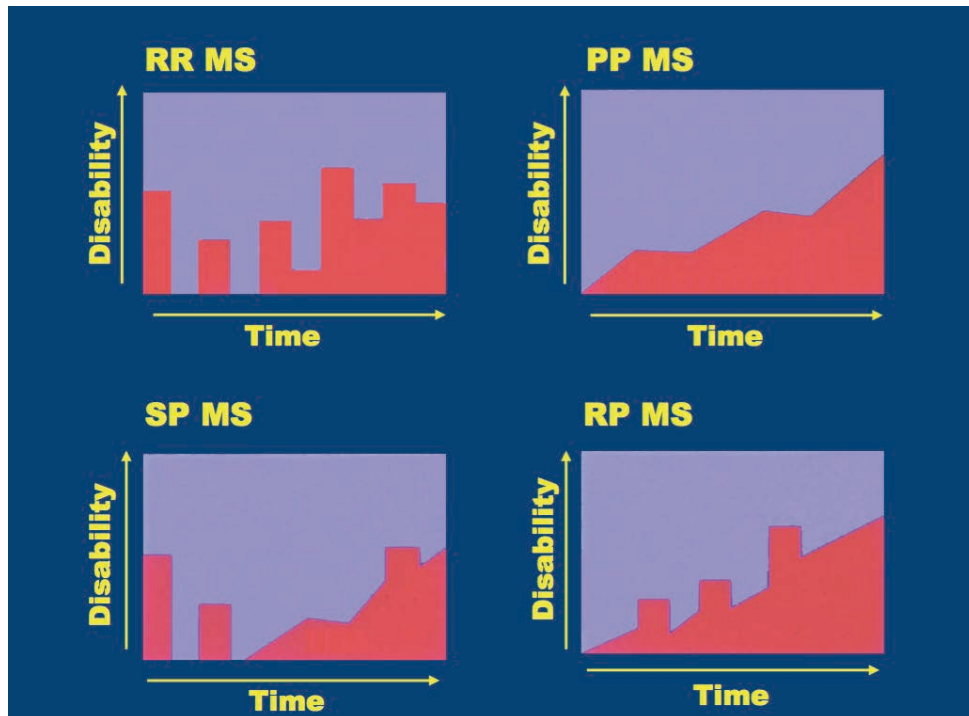 RR MS
Disability
Time
PP MS
Disability
Time
SP MS
Disability
Time
RP MS
Disability
Time